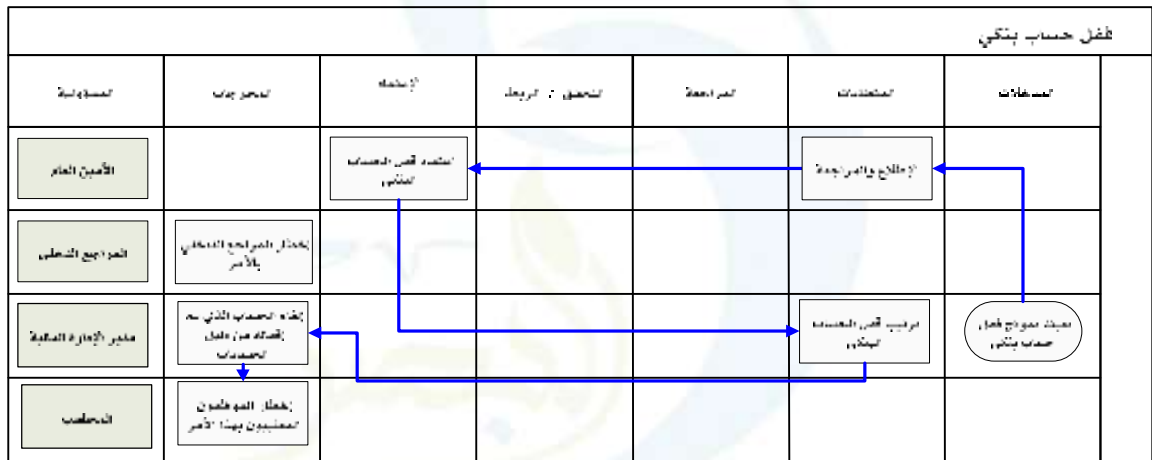 قفل حساب بنكي
المدخلات
المتطلبات
المراجعة
التحقق / الربط
الإعتماد
المخرجات
المسؤولية
الإطلاع والمراجعة
اعتماد قفل الحساب
البنكي
الأمين العام
إخطار المراجع الداخلي
بالأمر
المراجع الداخلي
تعبئة نموذج قفل
حساب بنكي
ترتيب قفل الحساب
البنكي
إلغاء الحساب الذي تم
إقفاله من دليل
الحسابات
مدير الإدارة المالية
إخطار الموظفون
المعنييون بهذا الأمر
المحاسب